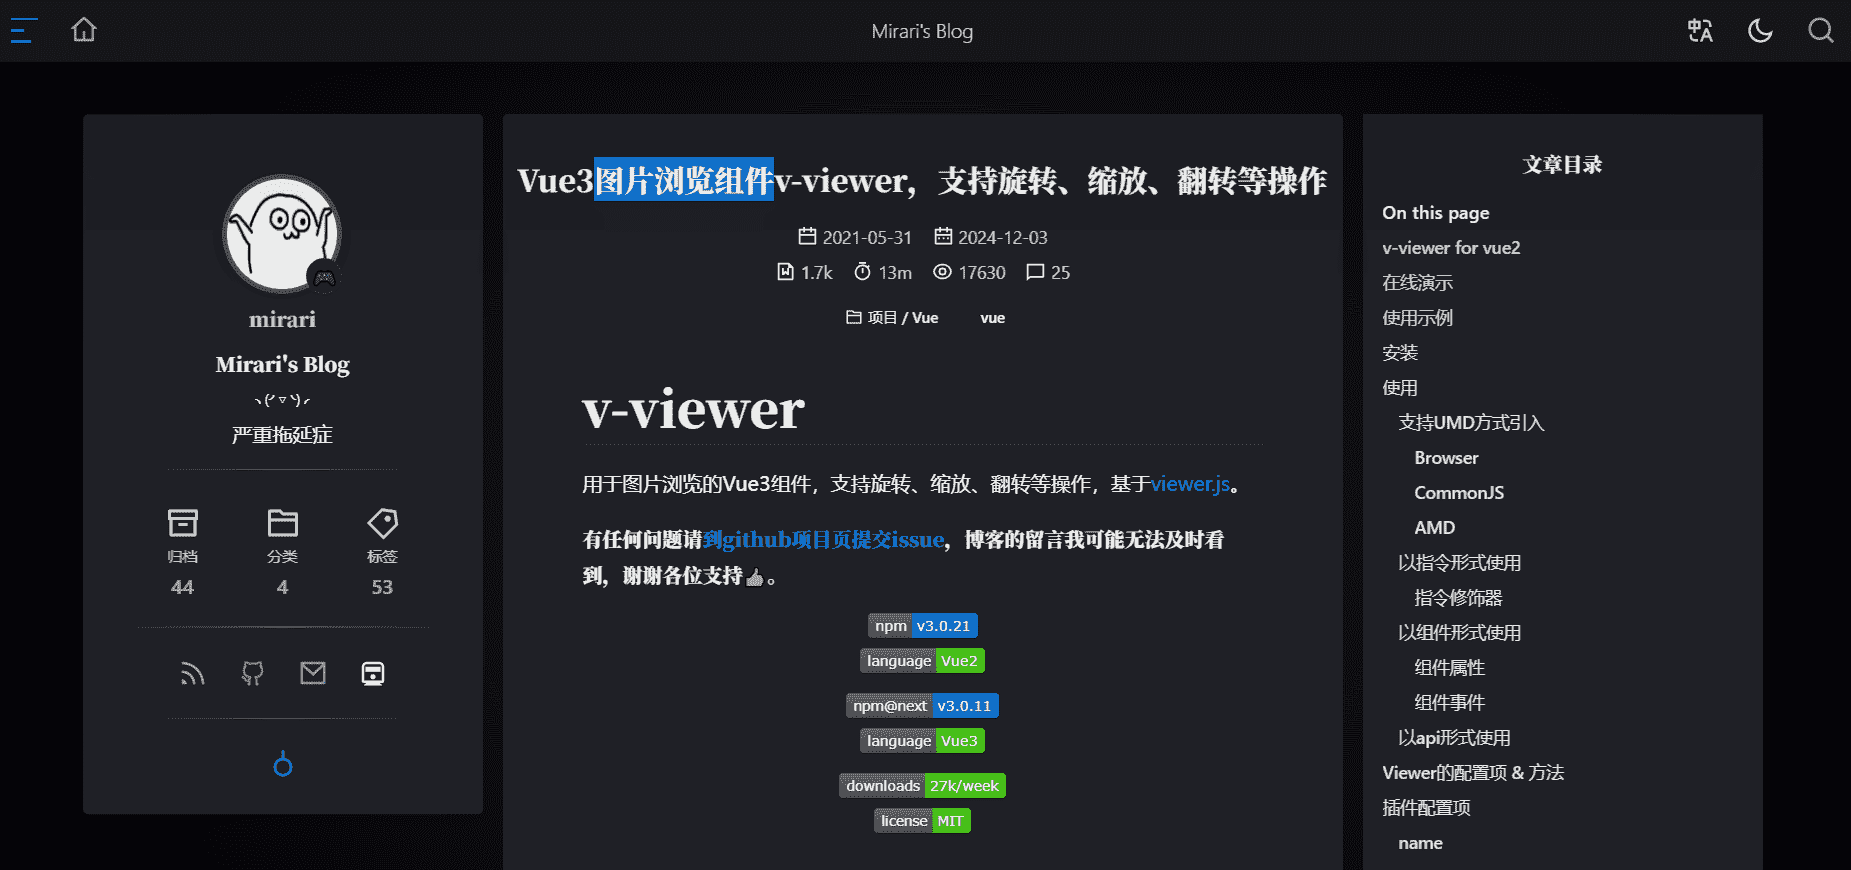 Mirari's Blog
mirari
Mirari's Blog
严重拖延症
归档
44
分类
4
标签
53
Vue3图片浏览组件v-viewer，支持旋转、缩放、翻转等操作
2021-05-31 2024-12-03
1.7k 13m 17630 25
项目 / Vue vue
v-viewer
用于图片浏览的Vue3组件，支持旋转、缩放、翻转等操作，基于viewer.js。
有任何问题请到github项目页提交issue，博客的留言我可能无法及时看
到，谢谢各位支持👍。
npm v3.0.21
language Vue2
npm@next v3.0.11
language Vue3
downloads 27k/week
license MIT
文章目录
On this page
v-viewer for vue2
在线演示
使用示例
安装
使用
支持UMD方式引入
Browser
CommonJS
AMD
以指令形式使用
指令修饰器
以组件形式使用
组件属性
组件事件
以api形式使用
Viewer的配置项 & 方法
插件配置项
name